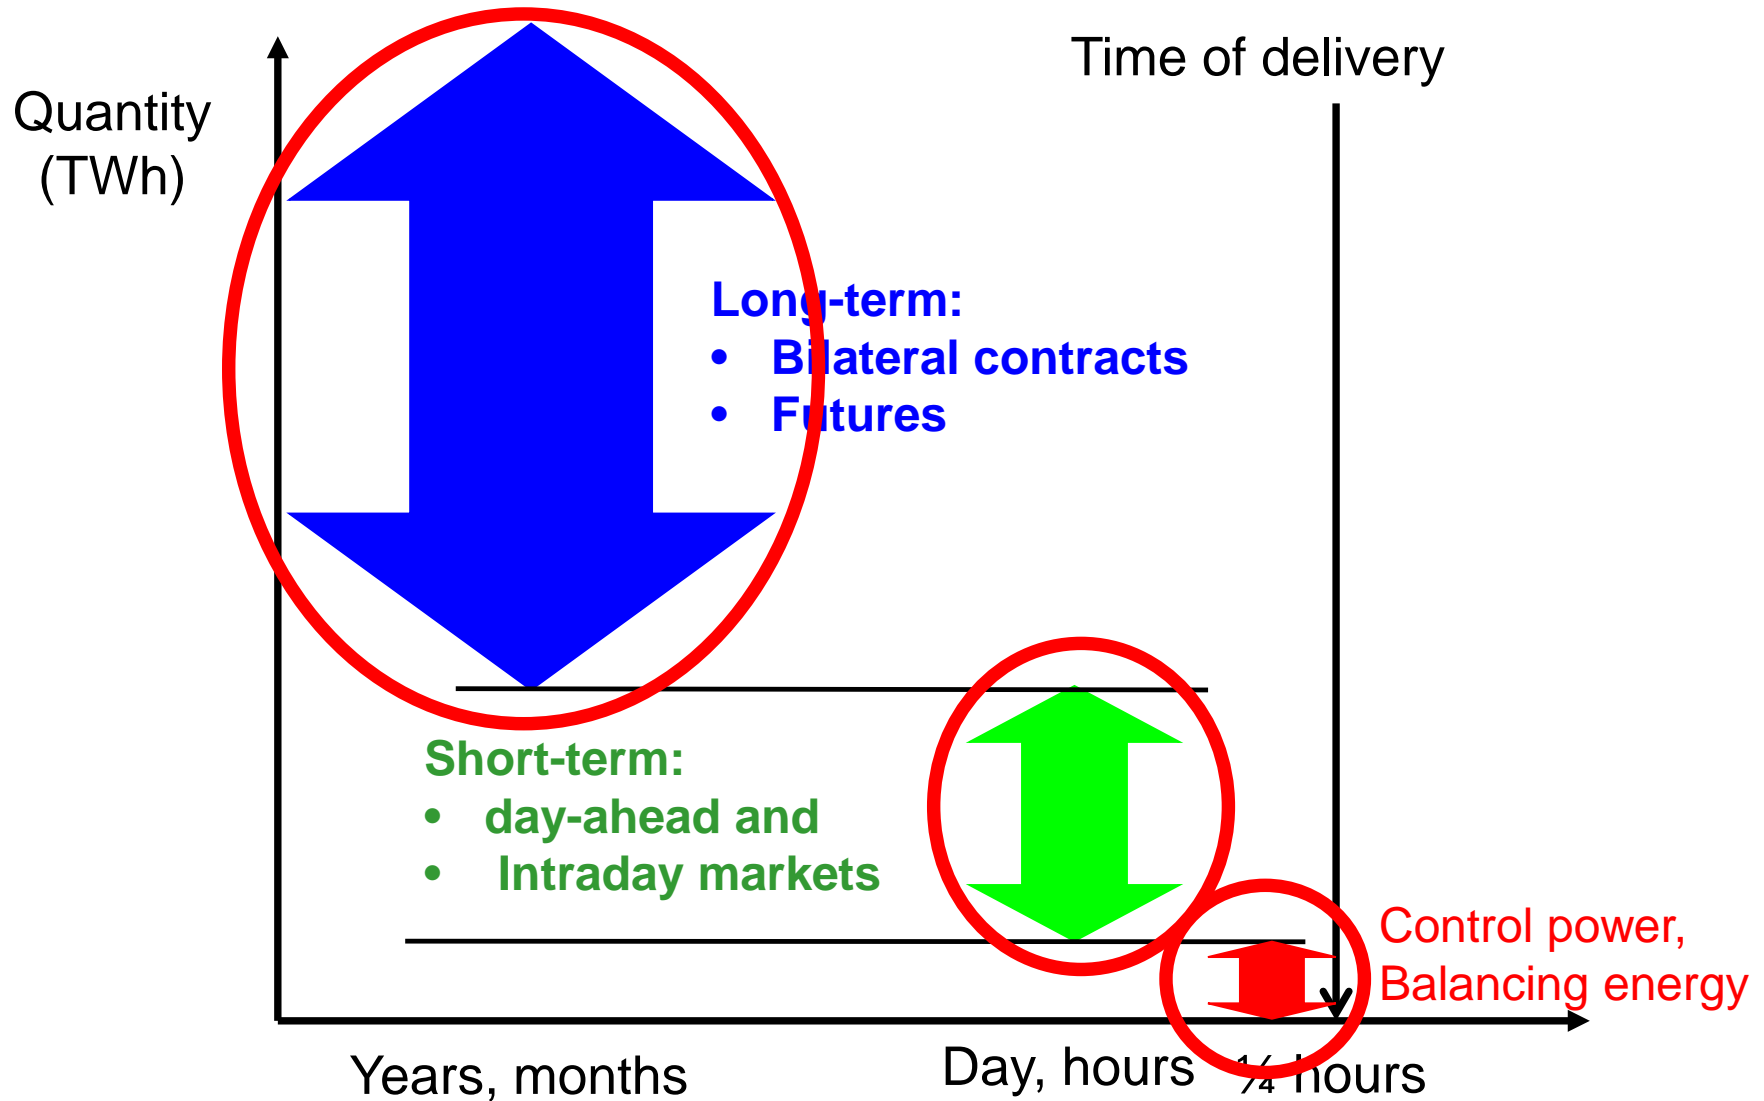 Time of delivery
Quantity
(TWh)
Long-term:
• Bilateral contracts
• Futures
Short-term:
• day-ahead and
• Intraday markets
Control power,
Balancing energy
Years, months
Day, hours
¼ hours